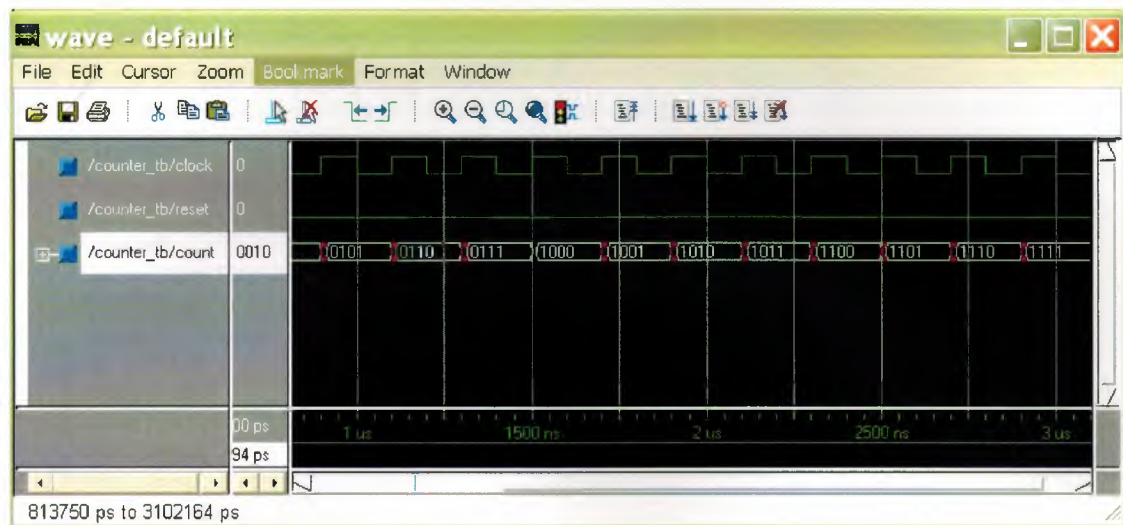 wave - default
File Edit Cursor Zoom Bookmark Format Window
/counter_tb/clock 0
/counter_tb/reset 0
/counter_tb/count 0010 0101 0110 0111 1000 1001 1010 1011 1100 1101 1110 1111
00 ps 1 us 1500 ns 2 us 2500 ns 3 us
94 ps
813750 ps to 3102164 ps